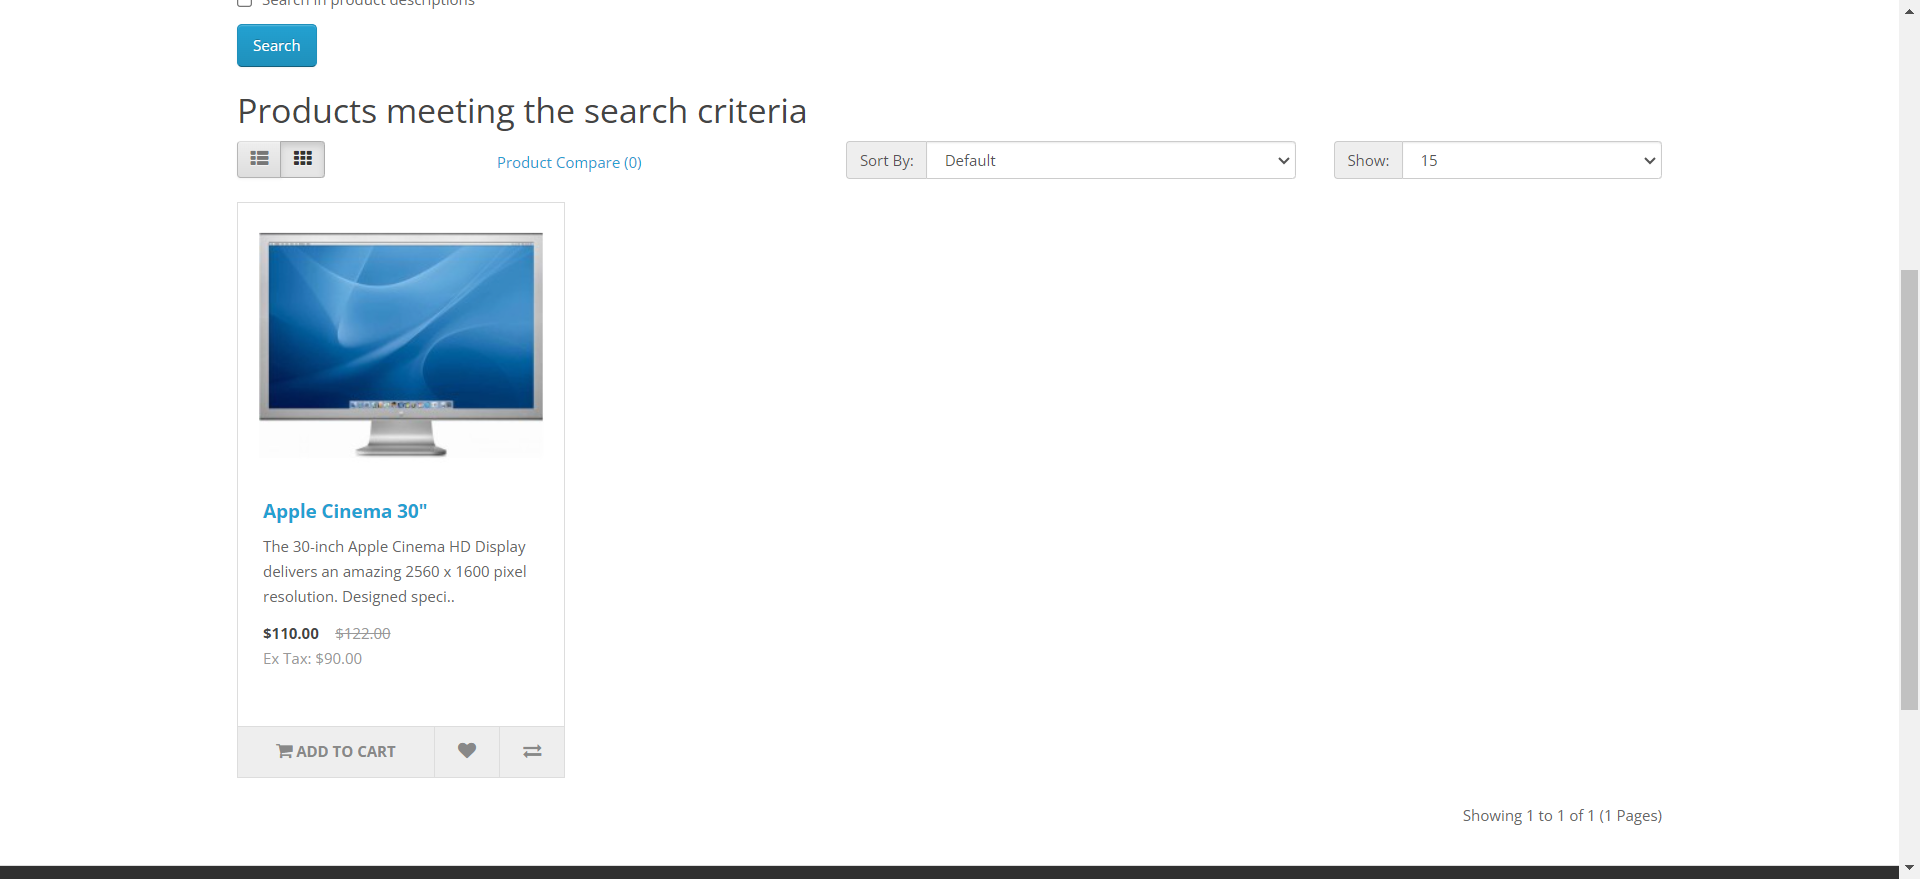 Search in product descriptions
Search
Products meeting the search criteria
Product Compare (0)
Sort By:
Default
Show:
15
Apple Cinema 30"
The 30-inch Apple Cinema HD Display
delivers an amazing 2560 x 1600 pixel
resolution. Designed speci..
$110.00 $122.00
Ex Tax: $90.00
ADD TO CART
Showing 1 to 1 of 1 (1 Pages)